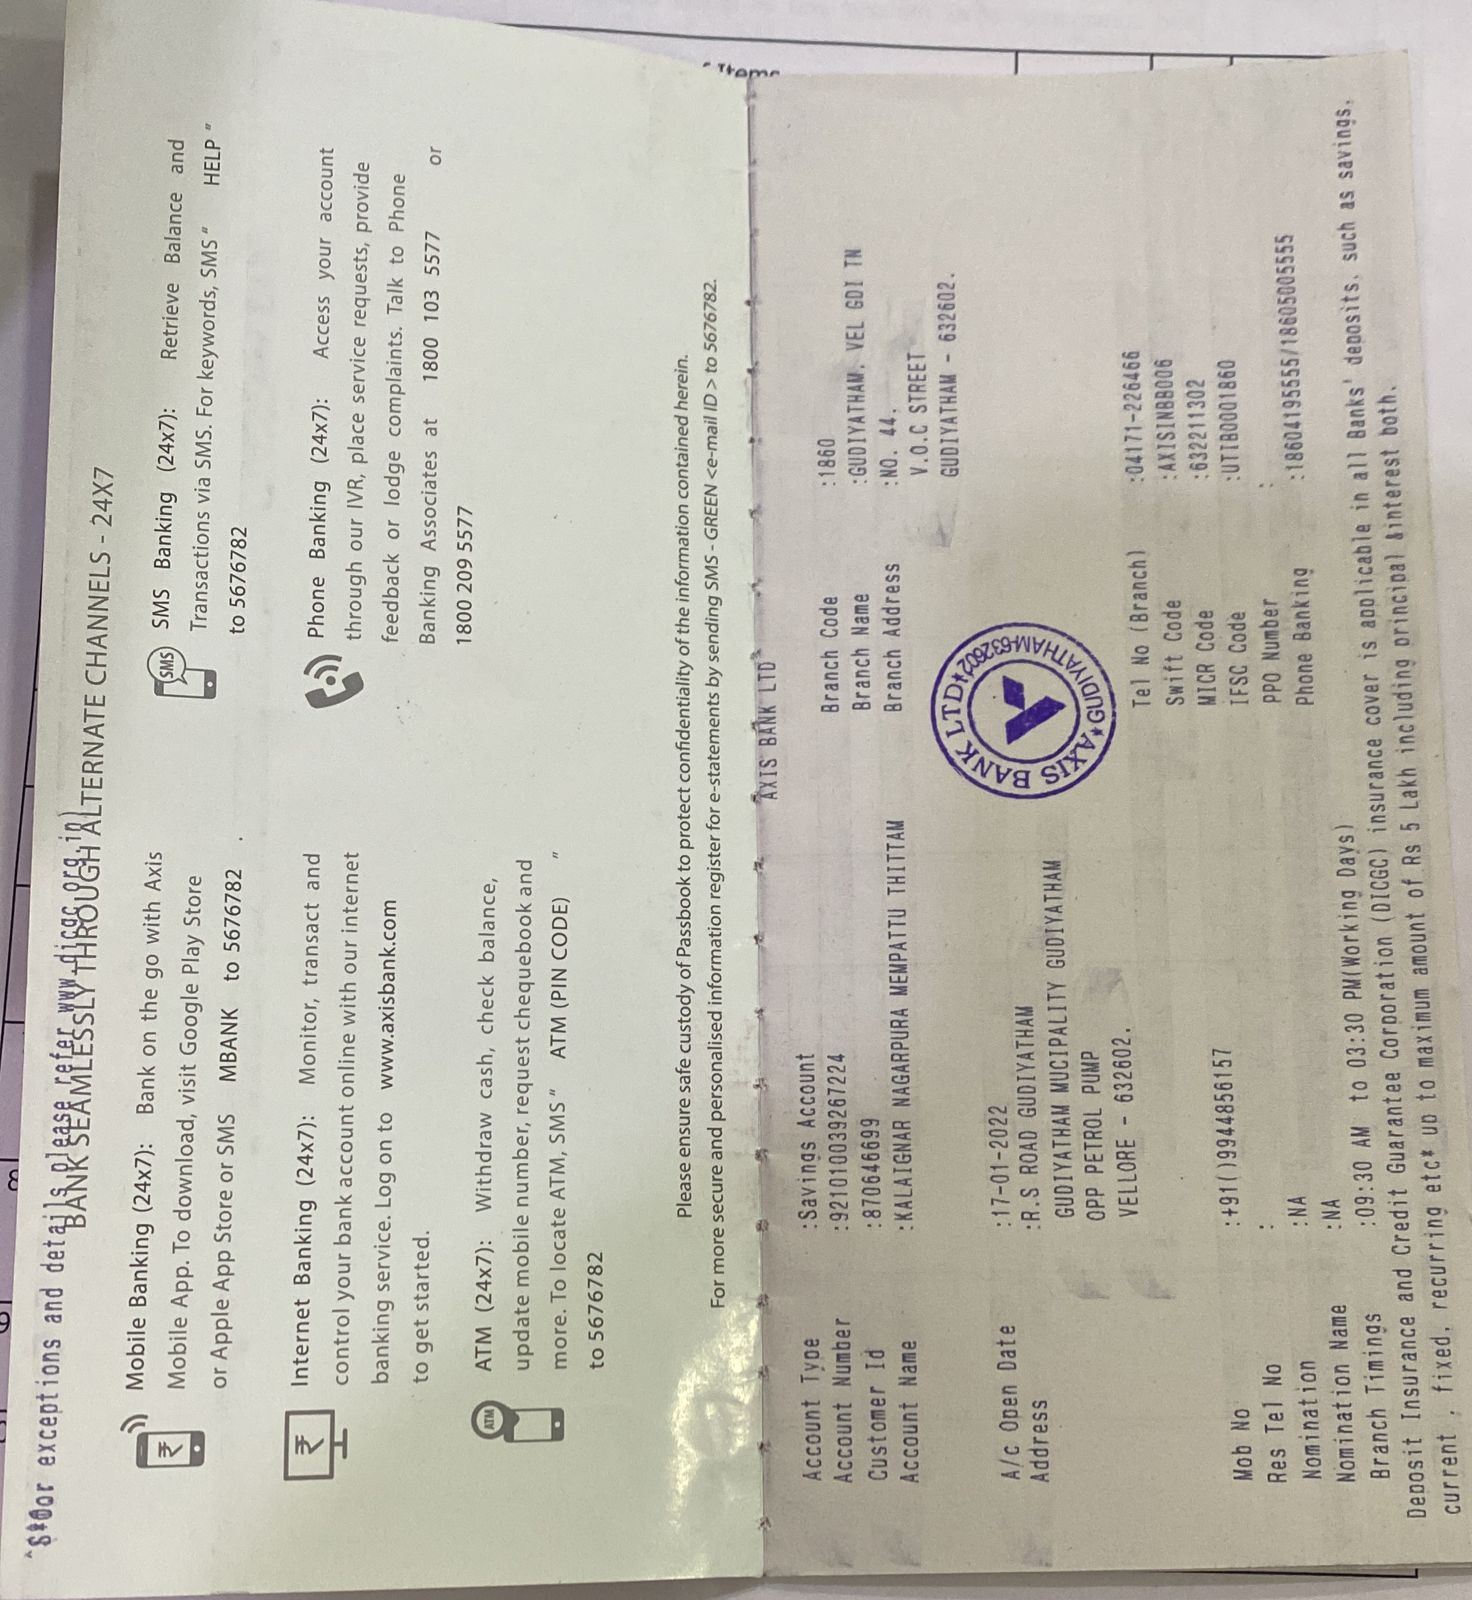 *$*0or exceptions and details please refer www.dicgc.org.in)
BANK SEAMLESSLY THROUGH ALTERNATE CHANNELS - 24X7
Mobile Banking (24x7): Bank on the go with Axis
Mobile App. To download, visit Google Play Store
or Apple App Store or SMS MBANK to 5676782 .
Internet Banking (24x7): Monitor, transact and
control your bank account online with our internet
banking service. Log on to www.axisbank.com
to get started.
ATM
ATM (24x7): Withdraw cash, check balance,
update mobile number, request chequebook and
more. To locate ATM, SMS " ATM (PIN CODE) "
to 5676782
SMS
SMS Banking (24x7): Retrieve Balance and
Transactions via SMS. For keywords, SMS " HELP "
to 5676782
Phone Banking (24x7): Access your account
through our IVR, place service requests, provide
feedback or lodge complaints. Talk to Phone
Banking Associates at 1800 103 5577 or
1800 209 5577
Please ensure safe custody of Passbook to protect confidentiality of the information contained herein.
For more secure and personalised information register for e-statements by sending SMS - GREEN <e-mail ID> to 5676782.
AXIS BANK LTD
Account Type :Savings Account
Account Number :921010039267224
Customer Id :870646699
Account Name :KALAIGNAR NAGARPURA MEMPATTU THITTAM
A/c Open Date :17-01-2022
Address :R.S ROAD GUDIYATHAM
GUDIYATHAM MUCIPALITY GUDIYATHAM
OPP PETROL PUMP
VELLORE - 632602.
Mob No :+91()9944856157
Res Tel No :
Nomination :NA
Nomination Name :NA
Branch Timings :09:30 AM to 03:30 PM(Working Days)
Branch Code :1860
Branch Name :GUDIYATHAM, VEL GDI TN
Branch Address :NO. 44,
V.O.C STREET
GUDIYATHAM - 632602.
AXIS BANK LTD. GUDIYATHAM-632602
Tel No (Branch) :04171-226466
Swift Code :AXISINBB006
MICR Code :632211302
IFSC Code :UTIB0001860
PPO Number :
Phone Banking :18604195555/18605005555
Deposit Insurance and Credit Guarantee Corporation (DICGC) insurance cover is applicable in all Banks' deposits, such as savings,
current , fixed, recurring etc* up to maximum amount of Rs 5 Lakh including principal &interest both.